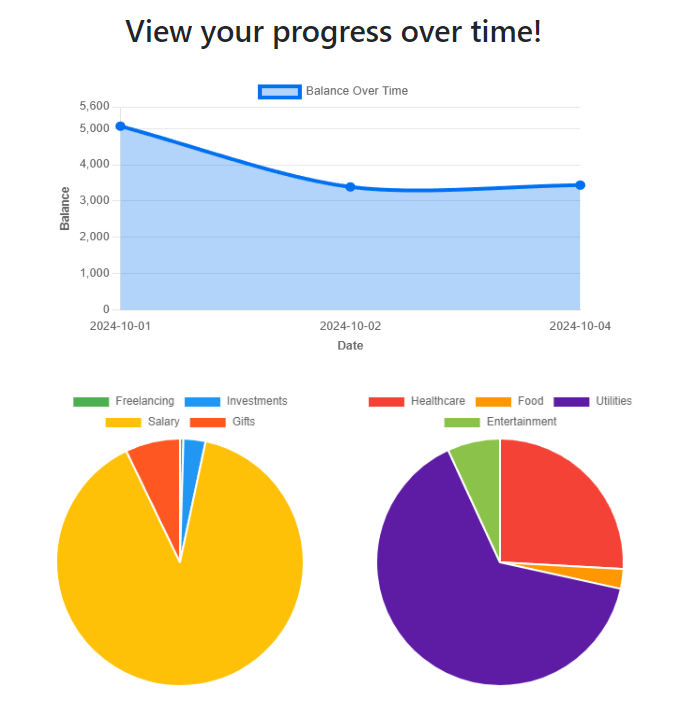 View your progress over time!
Balance Over Time
5,600
5,000
4,000
3,000
2,000
1,000
0
Balance
2024-10-01 2024-10-02 2024-10-04
Date
Freelancing Investments
Salary Gifts
Healthcare Food Utilities
Entertainment